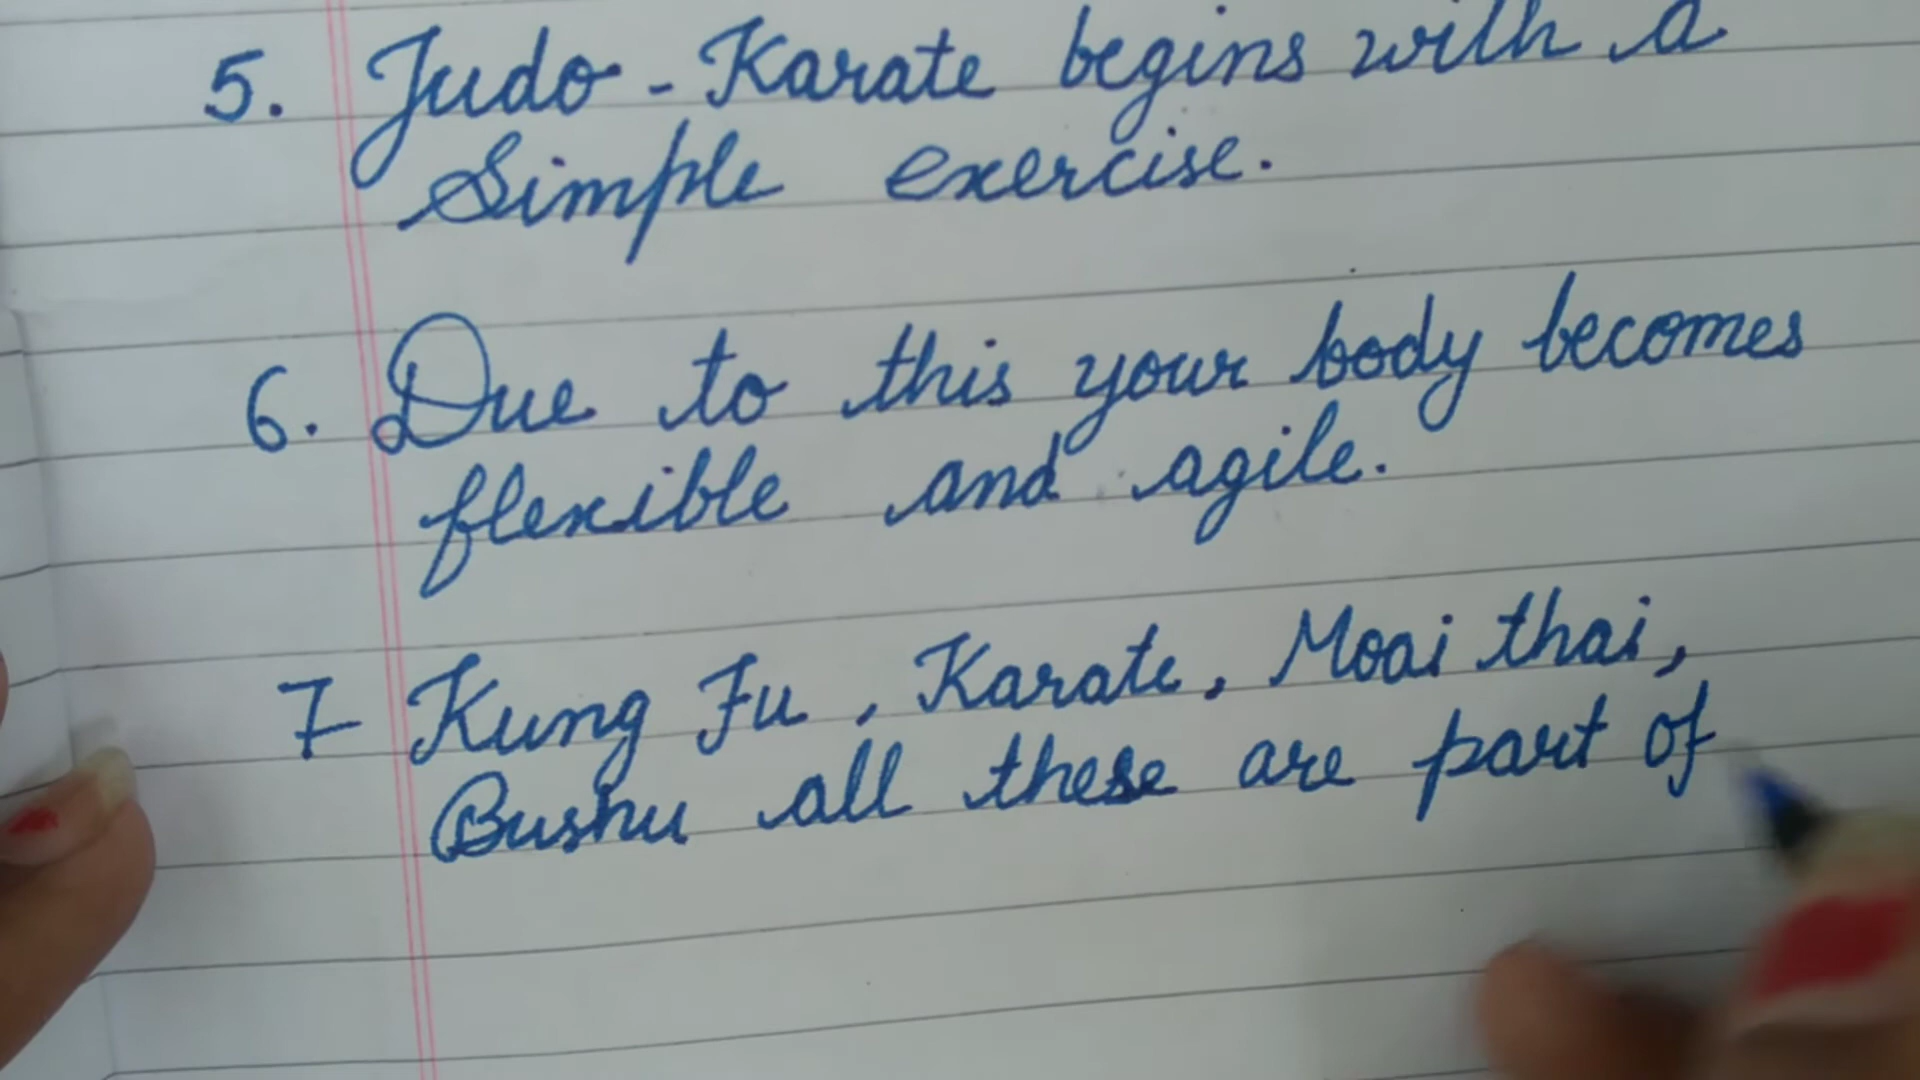 5. Judo - Karate begins with a
Simple exercise.
6. Due to this your body becomes
flexible and agile.
7 Kung Fu, Karate, Moai thai,
Bushu all these are part of